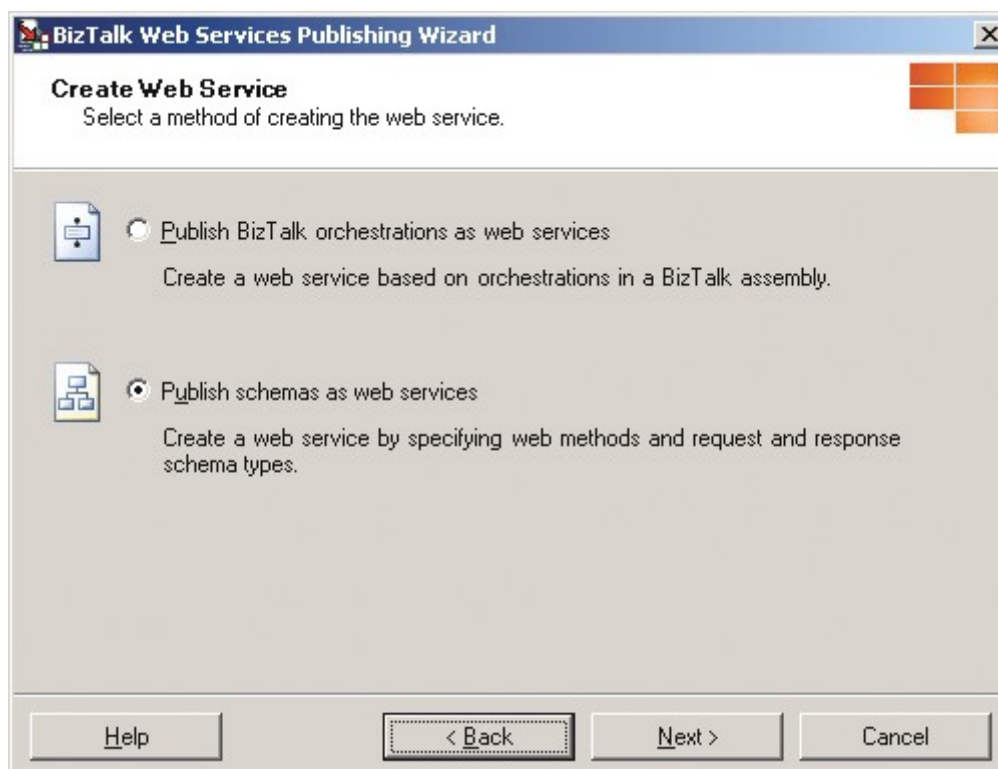 BizTalk Web Services Publishing Wizard
Create Web Service
Select a method of creating the web service.
Publish BizTalk orchestrations as web services
Create a web service based on orchestrations in a BizTalk assembly.
Publish schemas as web services
Create a web service by specifying web methods and request and response
schema types.
Help
< Back
Next >
Cancel